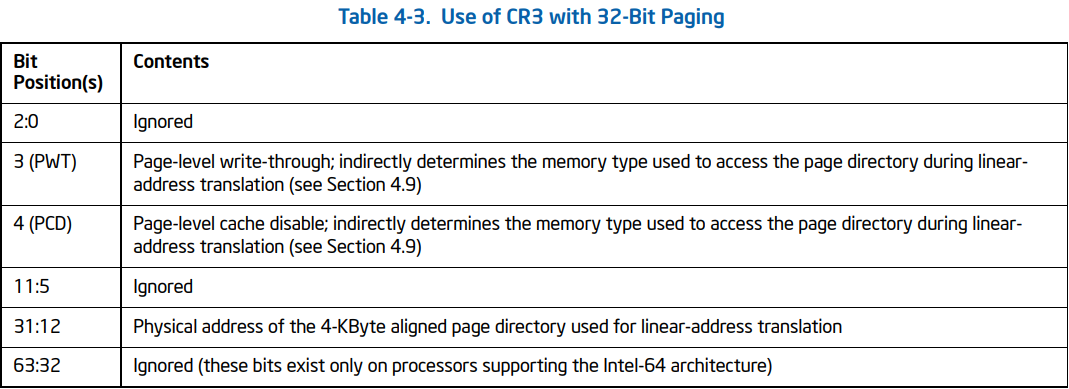 Table 4-3. Use of CR3 with 32-Bit Paging
Bit Position(s) Contents
2:0 Ignored
3 (PWT) Page-level write-through; indirectly determines the memory type used to access the page directory during linear-
address translation (see Section 4.9)
4 (PCD) Page-level cache disable; indirectly determines the memory type used to access the page directory during linear-
address translation (see Section 4.9)
11:5 Ignored
31:12 Physical address of the 4-KByte aligned page directory used for linear-address translation
63:32 Ignored (these bits exist only on processors supporting the Intel-64 architecture)